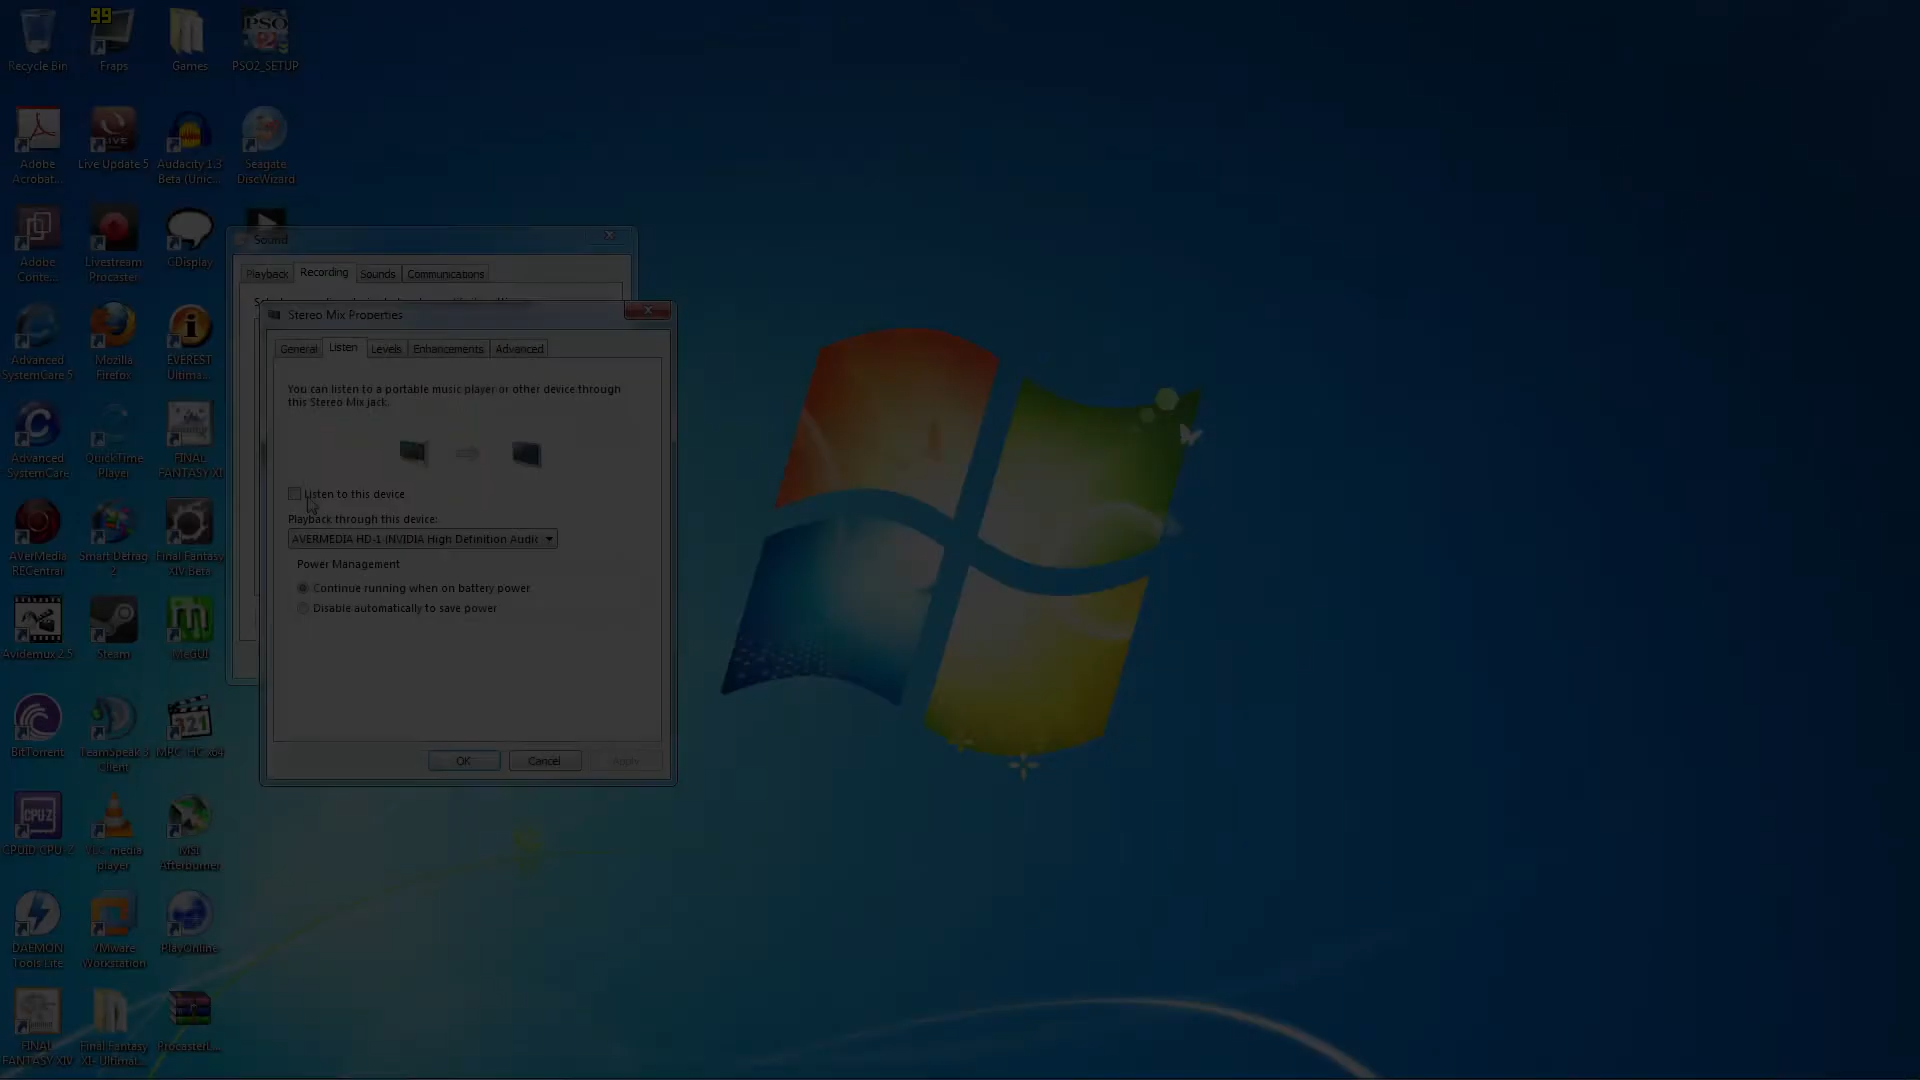 99
Recycle Bin
Fraps
Games
PSO2_SETUP
Adobe Acrobat...
Live Update 5
Audacity 1.3 Beta (Unic...
Seagate DiscWizard
Adobe Conte...
Livestream Procaster
CDisplay
Advanced SystemCare 5
Mozilla Firefox
EVEREST Ultima...
Advanced SystemCare
QuickTime Player
FINAL FANTASY XI
AVerMedia RECentral
Smart Defrag 2
Final Fantasy XIV Beta
Avidemux 2.5
Steam
MeGUI
BitTorrent
TeamSpeak 3 Client
MPC-HC x64
CPUID CPU-Z
VLC media player
MSI Afterburner
DAEMON Tools Lite
VMware Workstation
PlayOnline
FINAL FANTASY XIV
Final Fantasy XI- Ultimat...
ProcasterL...
Sound
Playback
Recording
Sounds
Communications
Stereo Mix Properties
General
Listen
Levels
Enhancements
Advanced
You can listen to a portable music player or other device through
this Stereo Mix jack.
Listen to this device
Playback through this device:
AVERMEDIA HD-1 (NVIDIA High Definition Audic
Power Management
Continue running when on battery power
Disable automatically to save power
OK
Cancel
Apply